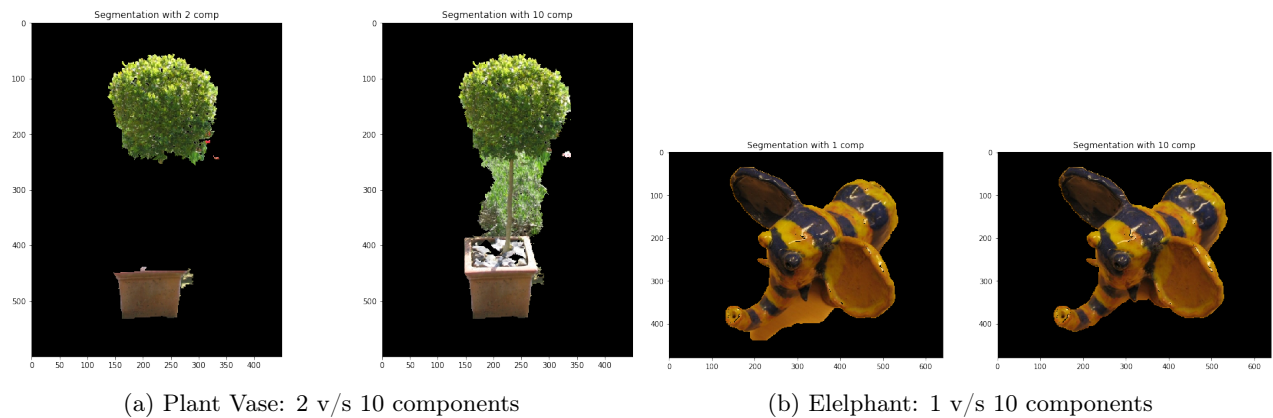 Segmentation with 2 comp
0
100
200
300
400
500
0 50 100 150 200 250 300 350 400
Segmentation with 10 comp
0
100
200
300
400
500
0 50 100 150 200 250 300 350 400
(a) Plant Vase: 2 v/s 10 components
Segmentation with 1 comp
0
100
200
300
400
0 100 200 300 400 500 600
Segmentation with 10 comp
0
100
200
300
400
0 100 200 300 400 500 600
(b) Elelphant: 1 v/s 10 components